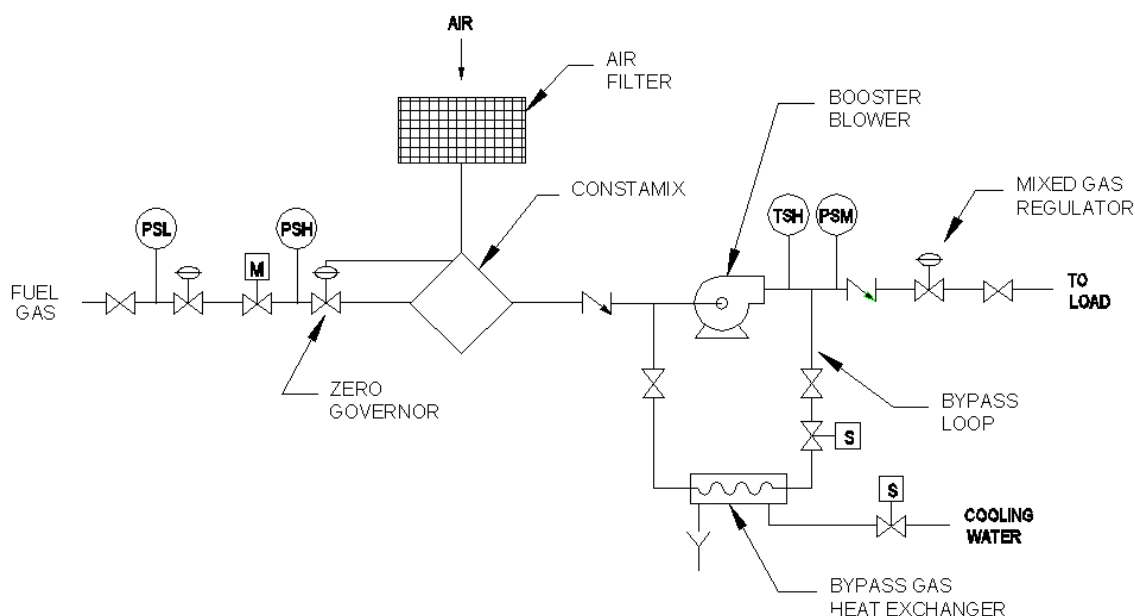 AIR
AIR
FILTER
BOOSTER
BLOWER
CONSTAMIX
MIXED GAS
REGULATOR
PSL
PSH
TSH
PSM
M
FUEL
GAS
TO
LOAD
ZERO
GOVERNOR
BYPASS
LOOP
S
S
COOLING
WATER
BYPASS GAS
HEAT EXCHANGER